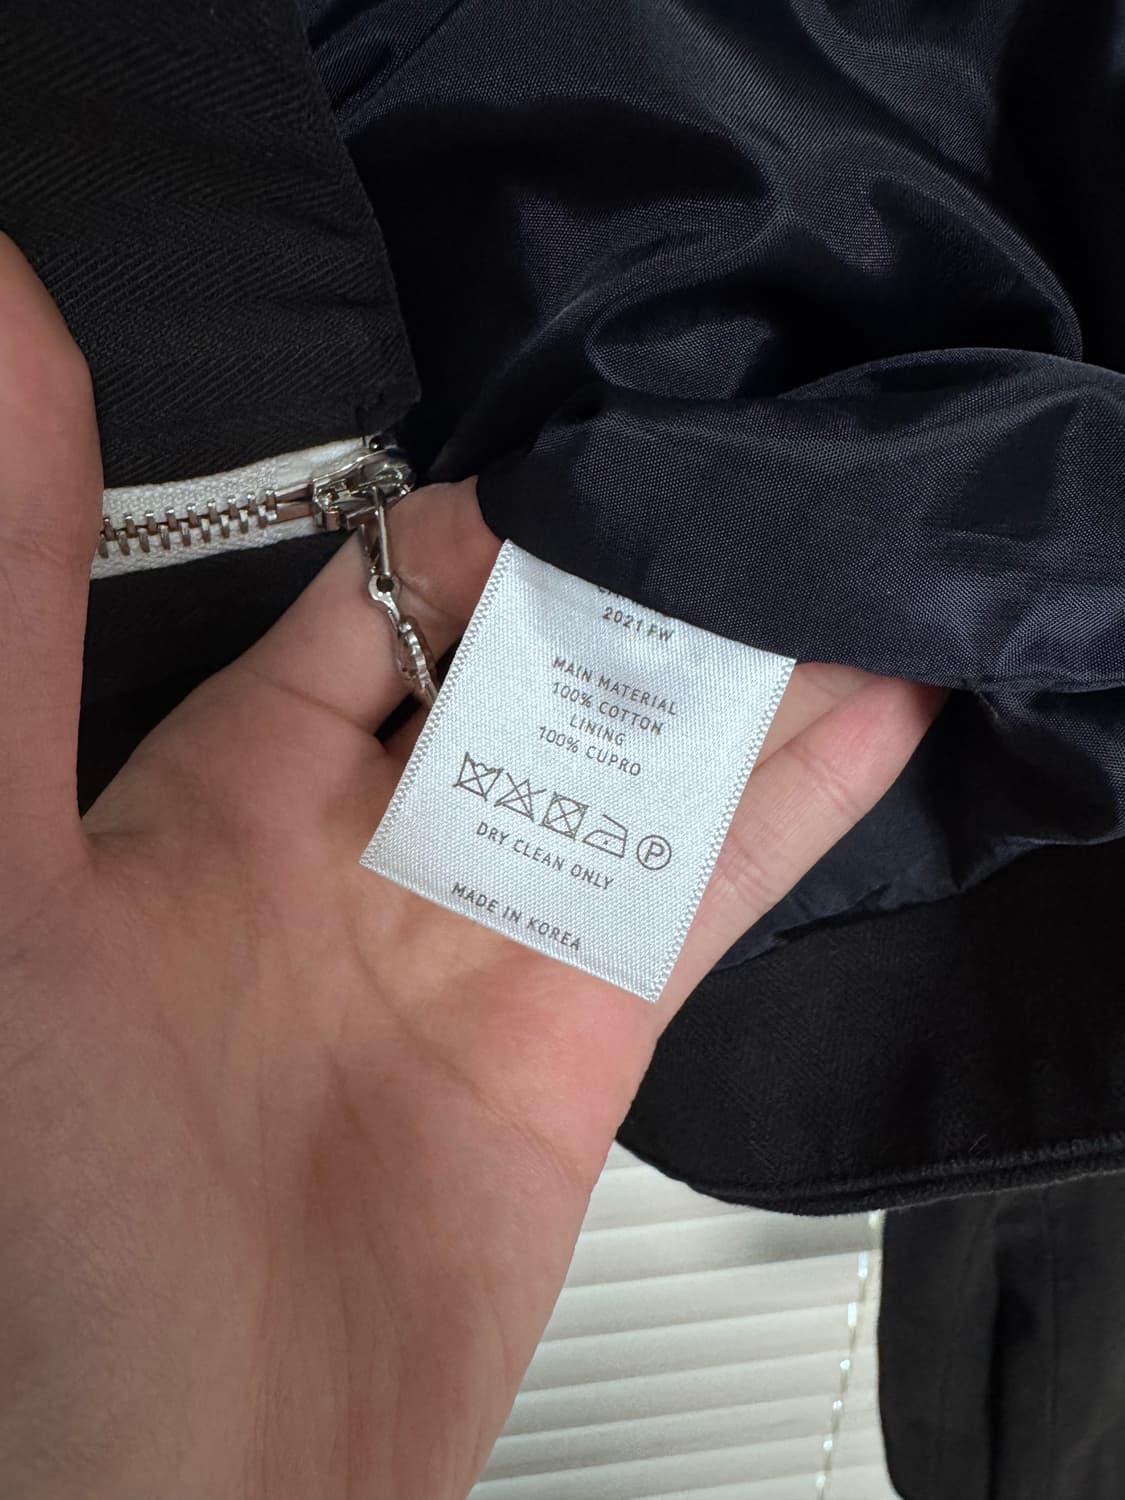 2021 FW
MAIN MATERIAL
100% COTTON
LINING
100% CUPRO
P
DRY CLEAN ONLY
MADE IN KOREA